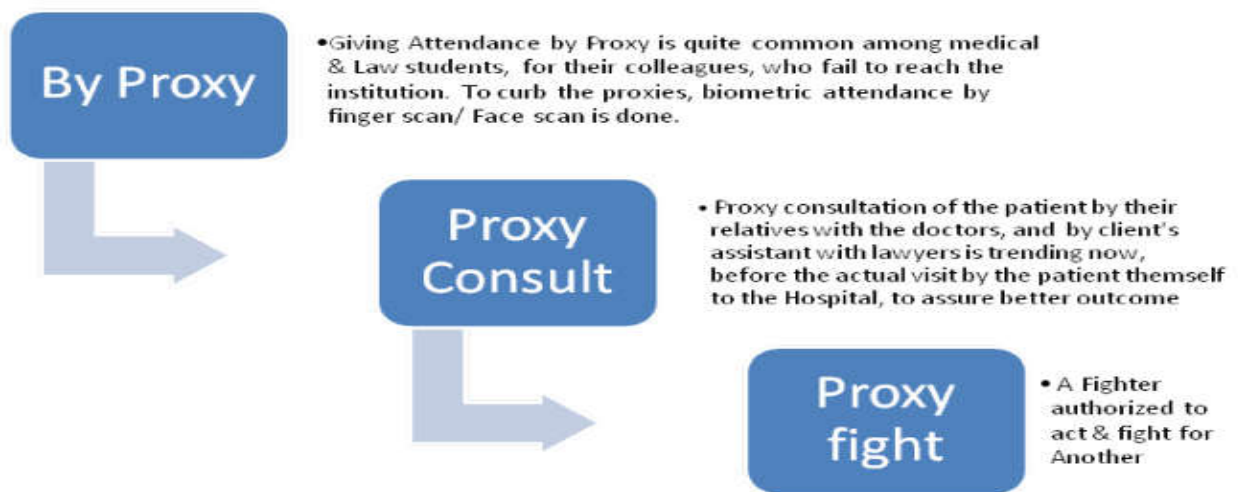 By Proxy
•Giving Attendance by Proxy is quite common among medical
& Law students, for their colleagues, who fail to reach the
institution. To curb the proxies, biometric attendance by
finger scan/ Face scan is done.
Proxy
Consult
• Proxy consultation of the patient by their
relatives with the doctors, and by client's
assistant with lawyers is trending now,
before the actual visit by the patient themself
to the Hospital, to assure better outcome
Proxy
fight
• A Fighter
authorized to
act & fight for
Another